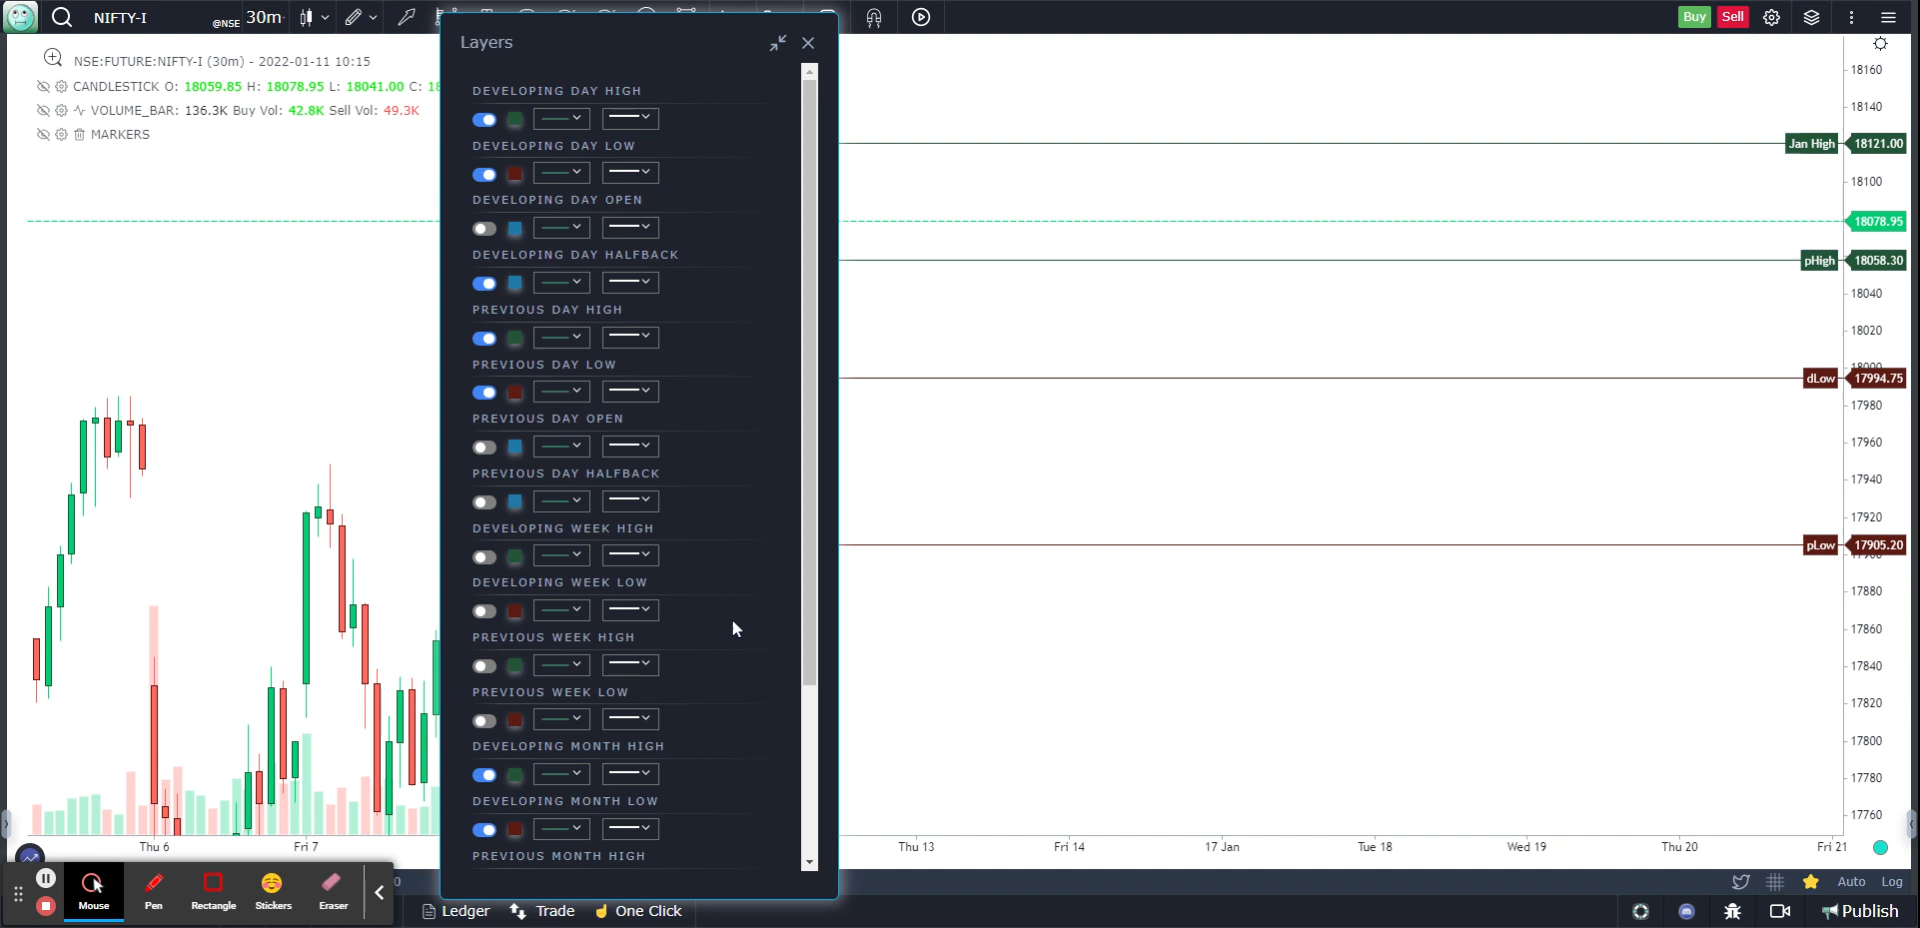 NIFTY-I @NSE 30m
Buy Sell
Layers
NSE:FUTURE:NIFTY-I (30m) - 2022-01-11 10:15
CANDLESTICK O: 18059.85 H: 18078.95 L: 18041.00 C: 18
VOLUME_BAR: 136.3K Buy Vol: 42.8K Sell Vol: 49.3K
MARKERS
DEVELOPING DAY HIGH
DEVELOPING DAY LOW
DEVELOPING DAY OPEN
DEVELOPING DAY HALFBACK
PREVIOUS DAY HIGH
PREVIOUS DAY LOW
PREVIOUS DAY OPEN
PREVIOUS DAY HALFBACK
DEVELOPING WEEK HIGH
DEVELOPING WEEK LOW
PREVIOUS WEEK HIGH
PREVIOUS WEEK LOW
DEVELOPING MONTH HIGH
DEVELOPING MONTH LOW
PREVIOUS MONTH HIGH
18160
18140
Jan High 18121.00
18100
18078.95
pHigh 18058.30
18040
18020
18000
dLow 17994.75
17980
17960
17940
17920
pLow 17905.20
17900
17880
17860
17840
17820
17800
17780
17760
Thu 6 Fri 7 Thu 13 Fri 14 17 Jan Tue 18 Wed 19 Thu 20 Fri 21
Mouse Pen Rectangle Stickers Eraser
0
Auto Log
Ledger Trade One Click
Publish